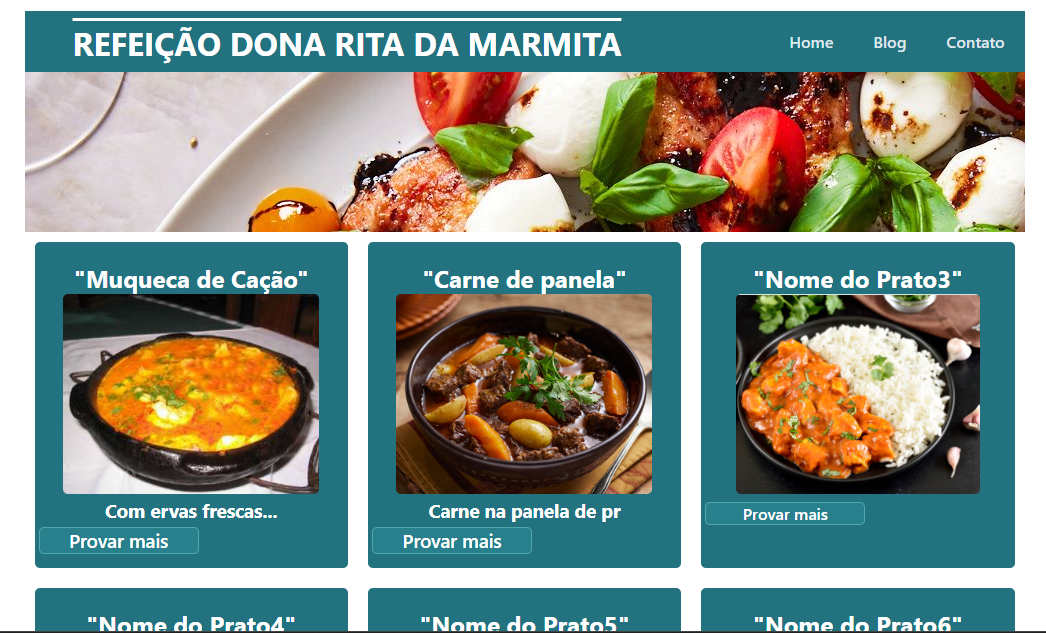 REFEIÇÃO DONA RITA DA MARMITA
Home Blog Contato
"Muqueca de Cação"
"Carne de panela"
"Nome do Prato3"
Com ervas frescas...
Carne na panela de pr
Provar mais
Provar mais
Provar mais
"Nome do Prato4"
"Nome do Prato5"
"Nome do Prato6"